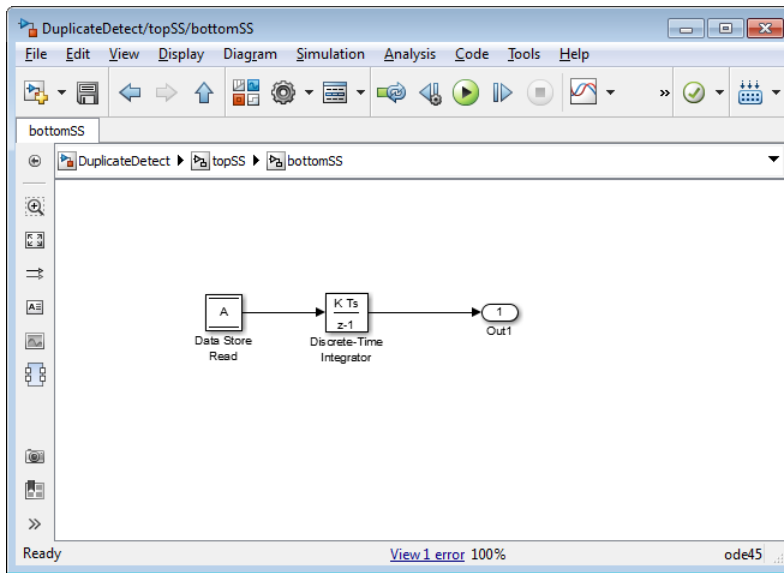 DuplicateDetect/topSS/bottomSS
File Edit View Display Diagram Simulation Analysis Code Tools Help
»
bottomSS
DuplicateDetect topSS bottomSS
A
K Ts
z-1
1
Data Store
Read
Discrete-Time
Integrator
Out1
Ready View 1 error 100% ode45